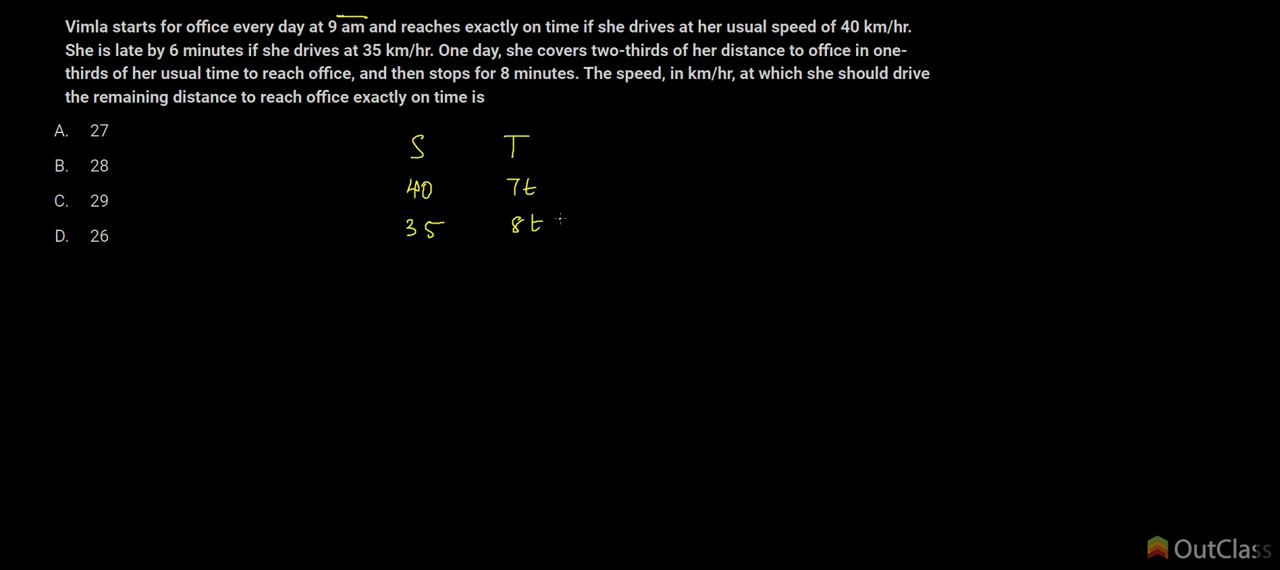 Vimla starts for office every day at 9 am and reaches exactly on time if she drives at her usual speed of 40 km/hr.
She is late by 6 minutes if she drives at 35 km/hr. One day, she covers two-thirds of her distance to office in one-
thirds of her usual time to reach office, and then stops for 8 minutes. The speed, in km/hr, at which she should drive
the remaining distance to reach office exactly on time is
A. 27
B. 28
C. 29
D. 26
S T
40 7t
35 8t
OutClass